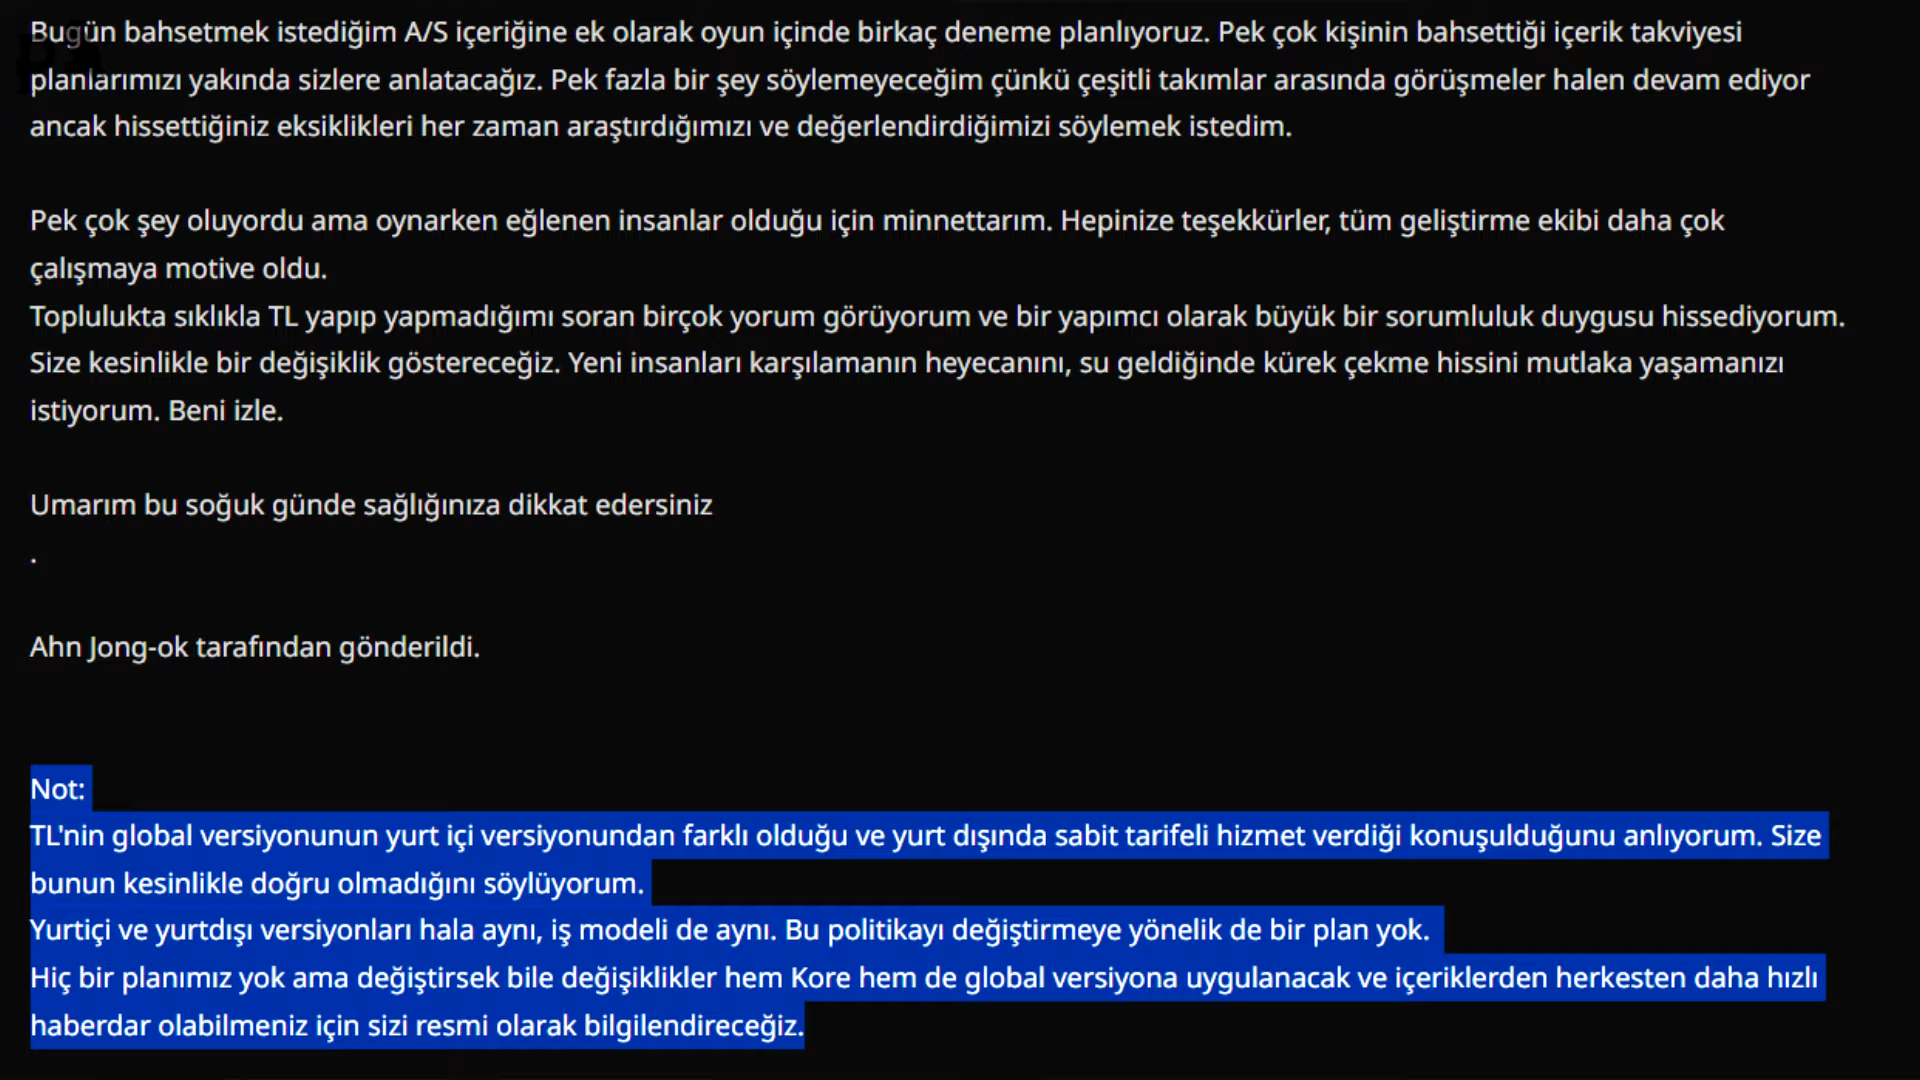 Bugün bahsetmek istediğim A/S içeriğine ek olarak oyun içinde birkaç deneme planlıyoruz. Pek çok kişinin bahsettiği içerik takviyesi
planlarımızı yakında sizlere anlatacağız. Pek fazla bir şey söylemeyeceğim çünkü çeşitli takımlar arasında görüşmeler halen devam ediyor
ancak hissettiğiniz eksiklikleri her zaman araştırdığımızı ve değerlendirdiğimizi söylemek istedim.
Pek çok şey oluyordu ama oynarken eğlenen insanlar olduğu için minnettarım. Hepinize teşekkürler, tüm geliştirme ekibi daha çok
çalışmaya motive oldu.
Toplulukta sıklıkla TL yapıp yapmadığımı soran birçok yorum görüyorum ve bir yapımcı olarak büyük bir sorumluluk duygusu hissediyorum.
Size kesinlikle bir değişiklik göstereceğiz. Yeni insanları karşılamanın heyecanını, su geldiğinde kürek çekme hissini mutlaka yaşamanızı
istiyorum. Beni izle.
Umarım bu soğuk günde sağlığınıza dikkat edersiniz
.
Ahn Jong-ok tarafından gönderildi.
Not:
TL'nin global versiyonunun yurt içi versiyonundan farklı olduğu ve yurt dışında sabit tarifeli hizmet verdiği konuşulduğunu anlıyorum. Size
bunun kesinlikle doğru olmadığını söylüyorum.
Yurtiçi ve yurtdışı versiyonları hala aynı, iş modeli de aynı. Bu politikayı değiştirmeye yönelik de bir plan yok.
Hiç bir planımız yok ama değiştirsek bile değişiklikler hem Kore hem de global versiyona uygulanacak ve içeriklerden herkesten daha hızlı
haberdar olabilmeniz için sizi resmi olarak bilgilendireceğiz.